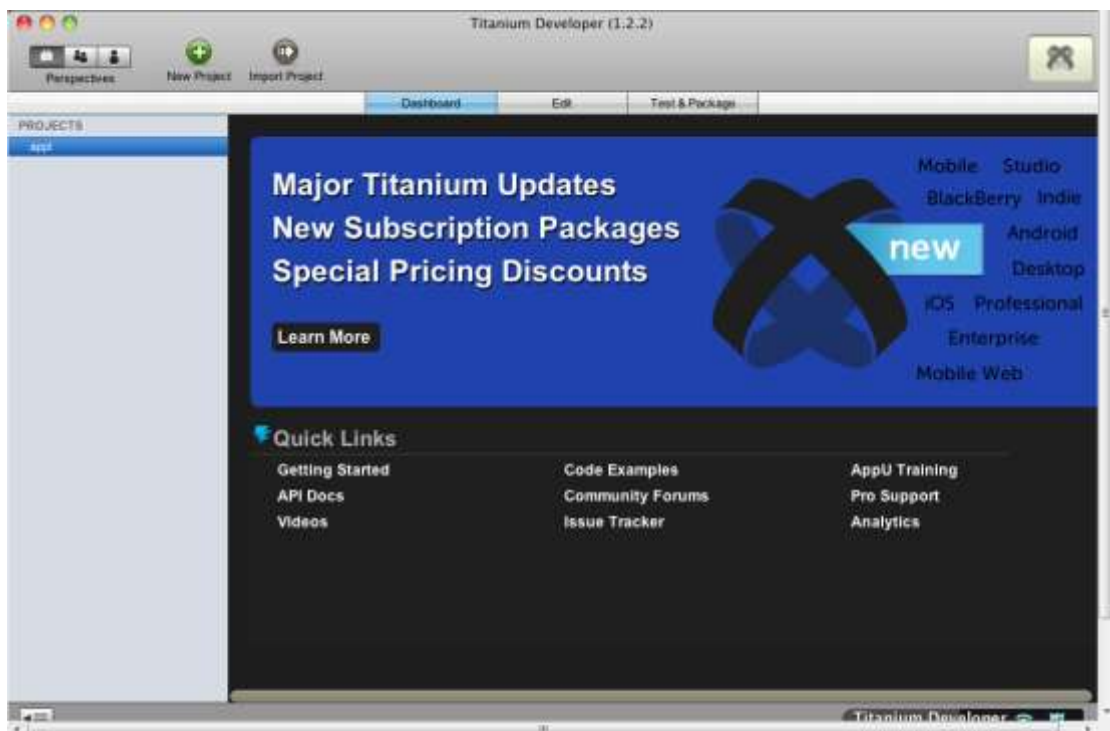 Titanium Developer (1.2.2)
Perspectives New Project Import Project
Dashboard Edit Test & Package
PROJECTS
app1
Major Titanium Updates
New Subscription Packages
Special Pricing Discounts
Learn More
Mobile Studio
BlackBerry Indie
Android
new
Desktop
iOS Professional
Enterprise
Mobile Web
Quick Links
Getting Started Code Examples AppU Training
API Docs Community Forums Pro Support
Videos Issue Tracker Analytics
Titanium Developer